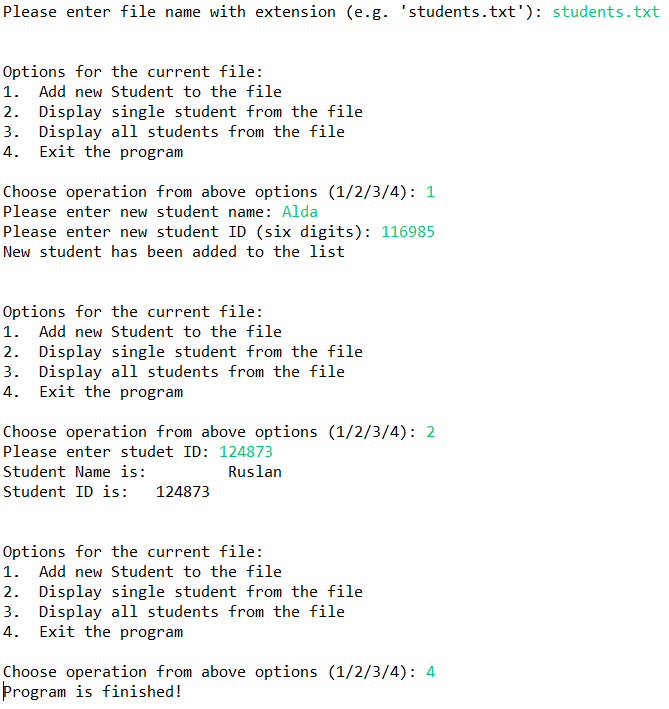 Please enter file name with extension (e.g. 'students.txt'): students.txt
Options for the current file:
1.  Add new Student to the file
2.  Display single student from the file
3.  Display all students from the file
4.  Exit the program
Choose operation from above options (1/2/3/4): 1
Please enter new student name: Alda
Please enter new student ID (six digits): 116985
New student has been added to the list
Options for the current file:
1.  Add new Student to the file
2.  Display single student from the file
3.  Display all students from the file
4.  Exit the program
Choose operation from above options (1/2/3/4): 2
Please enter studet ID: 124873
Student Name is:         Ruslan
Student ID is:   124873
Options for the current file:
1.  Add new Student to the file
2.  Display single student from the file
3.  Display all students from the file
4.  Exit the program
Choose operation from above options (1/2/3/4): 4
Program is finished!